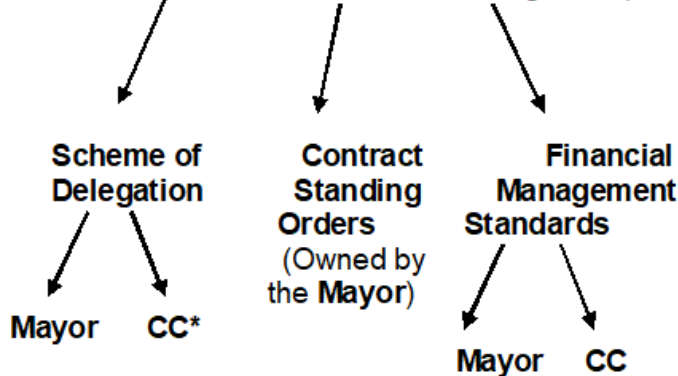 Scheme of
Delegation
Mayor CC*
Contract
Standing
Orders
(Owned by
the Mayor)
Financial
Management
Standards
Mayor CC